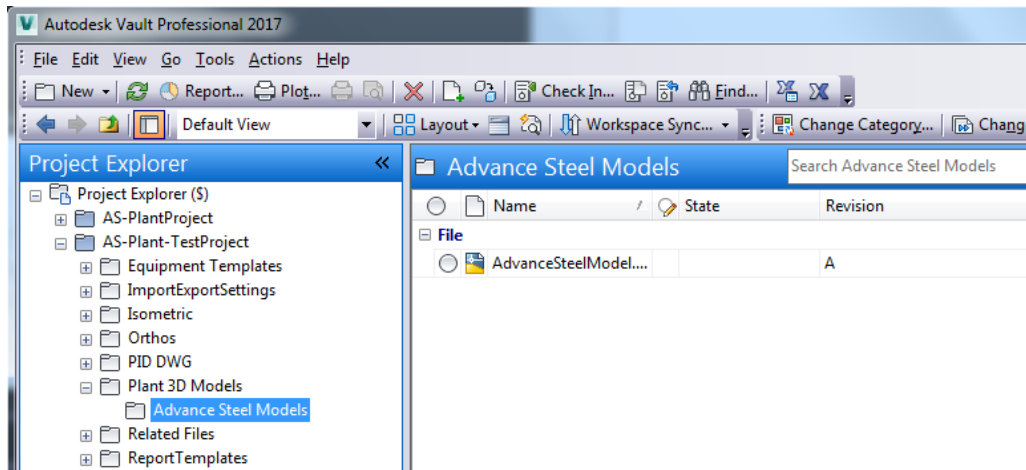 Autodesk Vault Professional 2017
File Edit View Go Tools Actions Help
New Report... Plot... Check In... Find...
Default View Layout Workspace Sync... Change Category... Chang
Project Explorer «
Advance Steel Models Search Advance Steel Models
Name / State Revision
File
AdvanceSteelModel.... A
Project Explorer ($)
AS-PlantProject
AS-Plant-TestProject
Equipment Templates
ImportExportSettings
Isometric
Orthos
PID DWG
Plant 3D Models
Advance Steel Models
Related Files
ReportTemplates